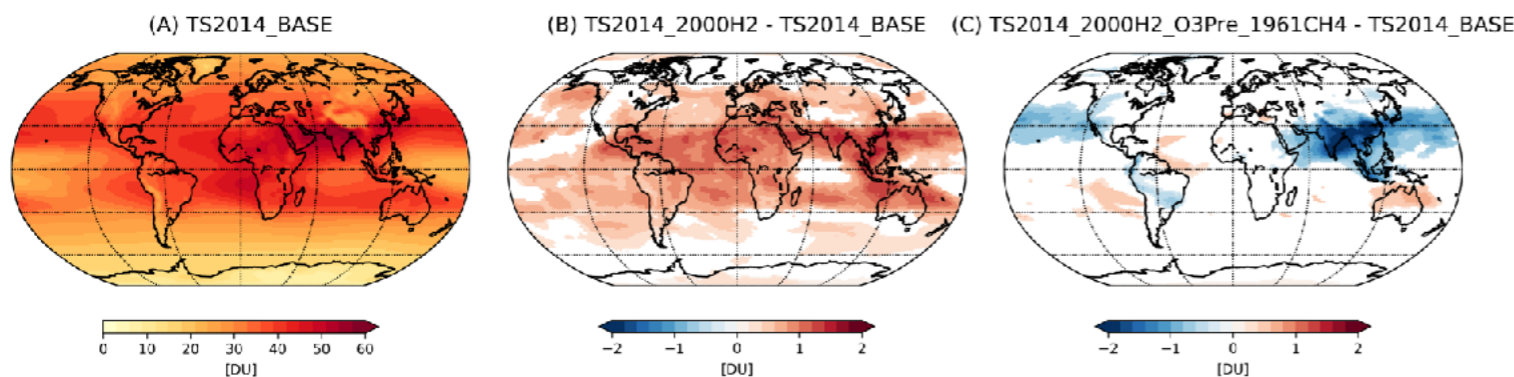 (A) TS2014_BASE
(B) TS2014_2000H2 - TS2014_BASE
(C) TS2014_2000H2_O3Pre_1961CH4 - TS2014_BASE
0 10 20 30 40 50 60
[DU]
−2 −1 0 1 2
[DU]
−2 −1 0 1 2
[DU]